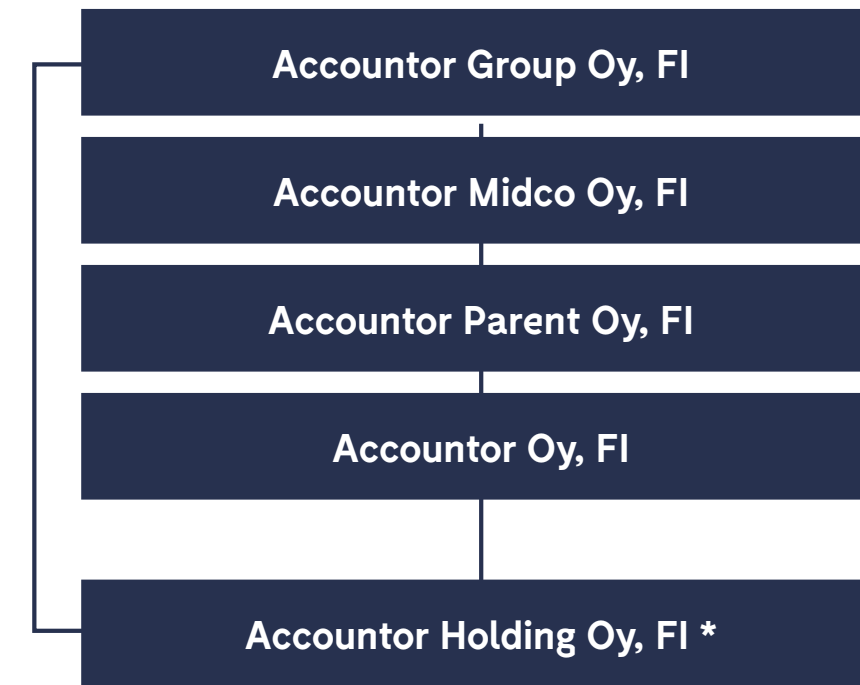 Accountor Group Oy, FI
Accountor Midco Oy, FI
Accountor Parent Oy, FI
Accountor Oy, FI
Accountor Holding Oy, FI *